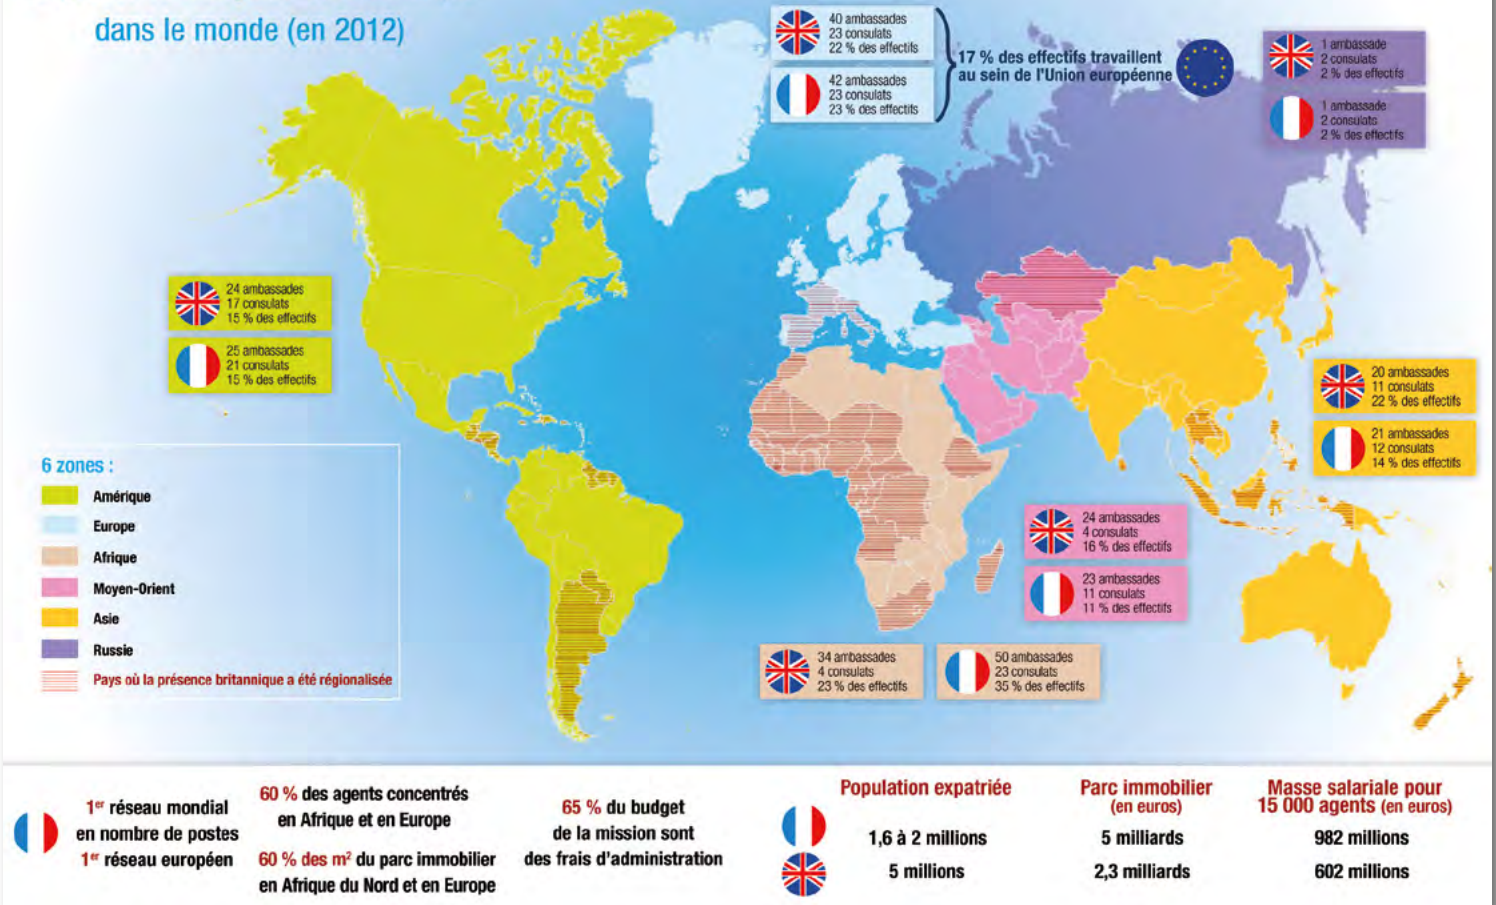 dans le monde (en 2012)
40 ambassades
23 consulats
22 % des effectifs
42 ambassades
23 consulats
23 % des effectifs
17 % des effectifs travaillent
au sein de l'Union européenne
1 ambassade
2 consulats
2 % des effectifs
1 ambassade
2 consulats
2 % des effectifs
24 ambassades
17 consulats
15 % des effectifs
25 ambassades
21 consulats
15 % des effectifs
20 ambassades
11 consulats
22 % des effectifs
21 ambassades
12 consulats
14 % des effectifs
6 zones :
Amérique
Europe
Afrique
Moyen-Orient
Asie
Russie
Pays où la présence britannique a été régionalisée
24 ambassades
4 consulats
16 % des effectifs
23 ambassades
11 consulats
11 % des effectifs
34 ambassades
4 consulats
23 % des effectifs
50 ambassades
23 consulats
35 % des effectifs
1er réseau mondial
en nombre de postes
1er réseau européen
60 % des agents concentrés
en Afrique et en Europe
60 % des m² du parc immobilier
en Afrique du Nord et en Europe
65 % du budget
de la mission sont
des frais d'administration
Population expatriée
1,6 à 2 millions
5 millions
Parc immobilier
(en euros)
5 milliards
2,3 milliards
Masse salariale pour
15 000 agents (en euros)
982 millions
602 millions